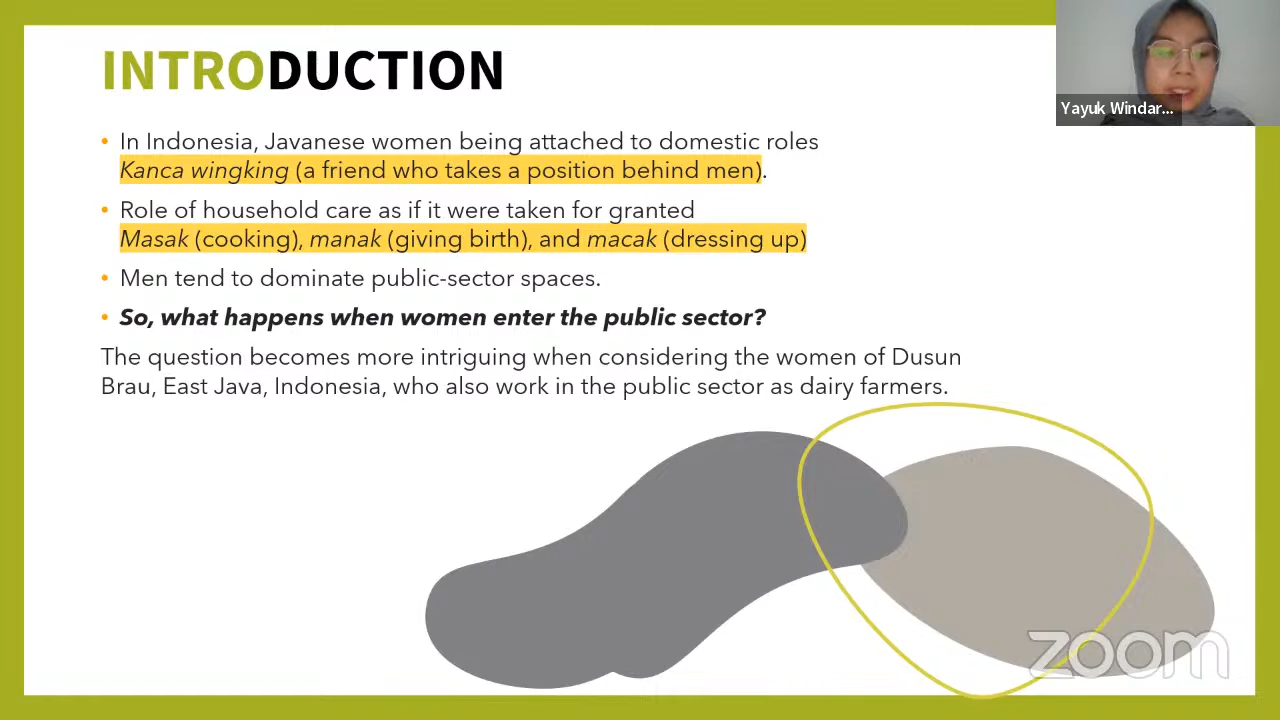 INTRODUCTION
Yayuk Windar...
• In Indonesia, Javanese women being attached to domestic roles
Kanca wingking (a friend who takes a position behind men).
• Role of household care as if it were taken for granted
Masak (cooking), manak (giving birth), and macak (dressing up)
• Men tend to dominate public-sector spaces.
• So, what happens when women enter the public sector?
The question becomes more intriguing when considering the women of Dusun
Brau, East Java, Indonesia, who also work in the public sector as dairy farmers.
zoom